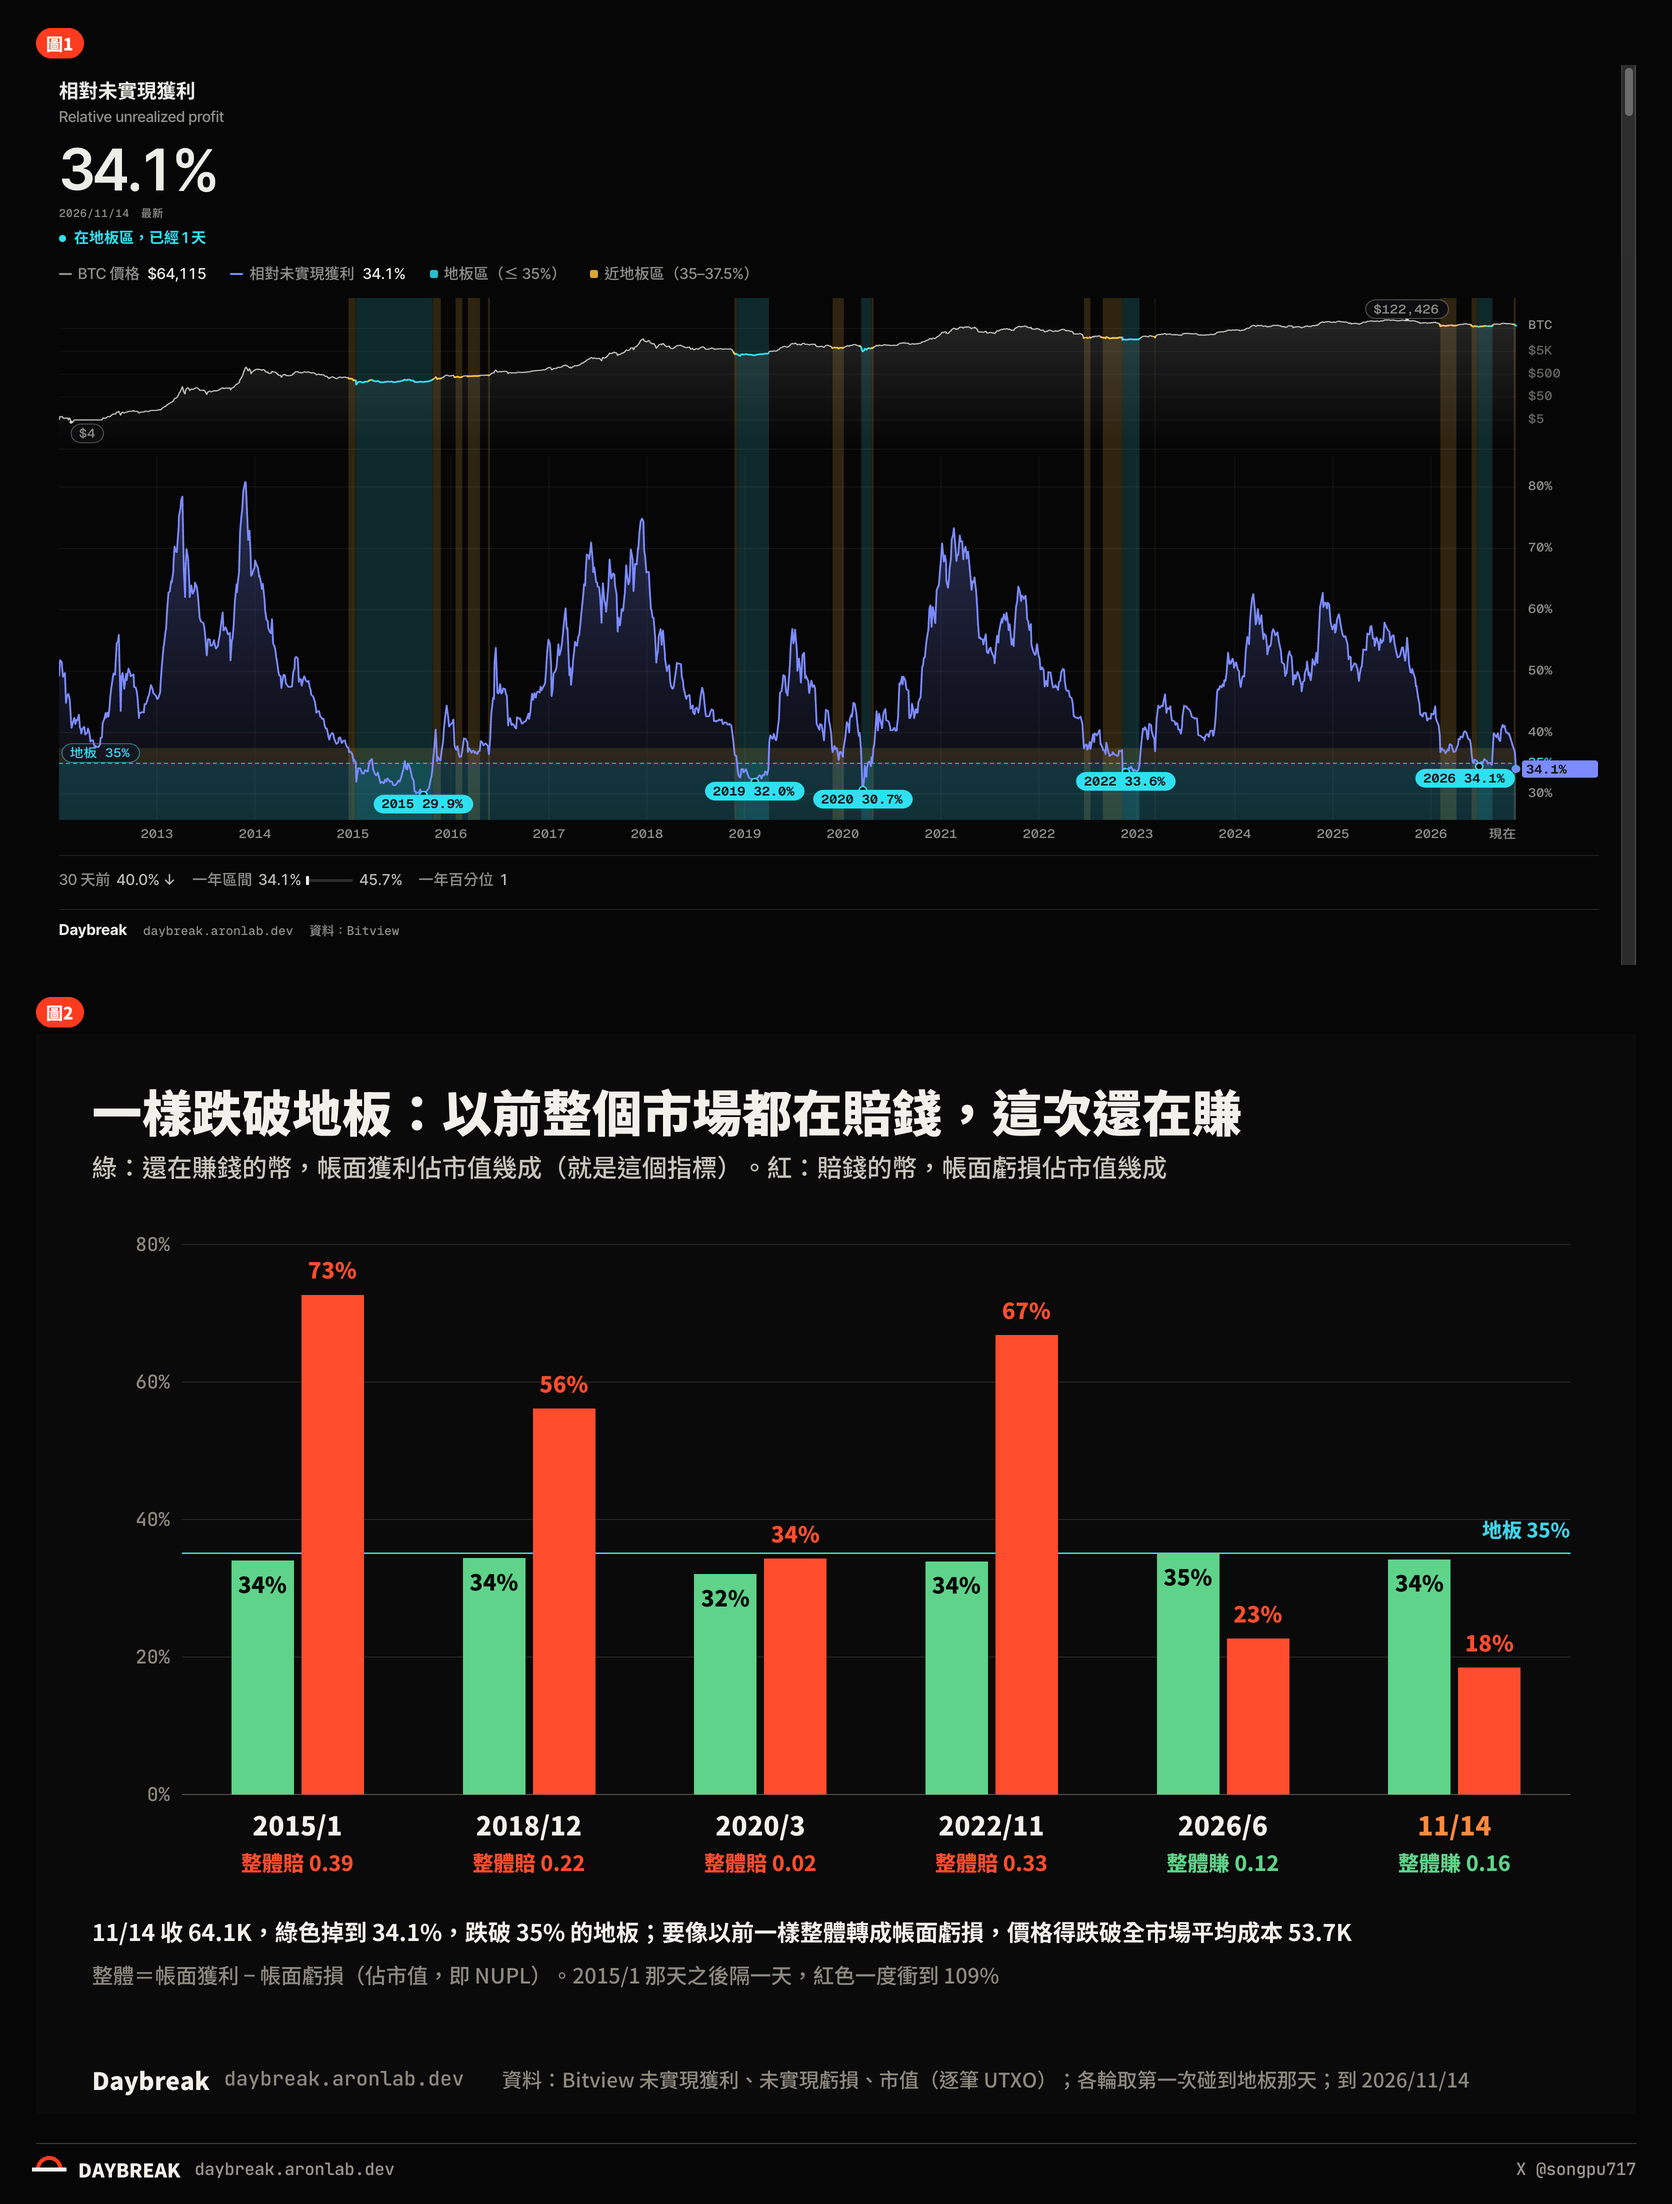 圖1
相對未實現獲利
Relative unrealized profit
34.1%
2026/11/14 最新
在地板區，已經1天
BTC 價格 $64,115 相對未實現獲利 34.1% 地板區（≤ 35%） 近地板區（35–37.5%）
$122,426
BTC
$5K
$500
$50
$5
$4
80%
70%
60%
50%
40%
地板 35%
34.1%
30%
2015 29.9%
2019 32.0%
2020 30.7%
2022 33.6%
2026 34.1%
2013 2014 2015 2016 2017 2018 2019 2020 2021 2022 2023 2024 2025 2026 現在
30 天前 40.0% ↓ 一年區間 34.1% 45.7% 一年百分位 1
Daybreak daybreak.aronlab.dev 資料：Bitview
圖2
一樣跌破地板：以前整個市場都在賠錢，這次還在賺
綠：還在賺錢的幣，帳面獲利佔市值幾成（就是這個指標）。紅：賠錢的幣，帳面虧損佔市值幾成
80%
60%
40%
20%
0%
地板 35%
34% 73%
34% 56%
32% 34%
34% 67%
35% 23%
34% 18%
2015/1 2018/12 2020/3 2022/11 2026/6 11/14
整體賠 0.39 整體賠 0.22 整體賠 0.02 整體賠 0.33 整體賺 0.12 整體賺 0.16
11/14 收 64.1K，綠色掉到 34.1%，跌破 35% 的地板；要像以前一樣整體轉成帳面虧損，價格得跌破全市場平均成本 53.7K
整體＝帳面獲利 − 帳面虧損（佔市值，即 NUPL）。2015/1 那天之後隔一天，紅色一度衝到 109%
Daybreak daybreak.aronlab.dev 資料：Bitview 未實現獲利、未實現虧損、市值（逐筆 UTXO）；各輪取第一次碰到地板那天；到 2026/11/14
DAYBREAK daybreak.aronlab.dev X @songpu717